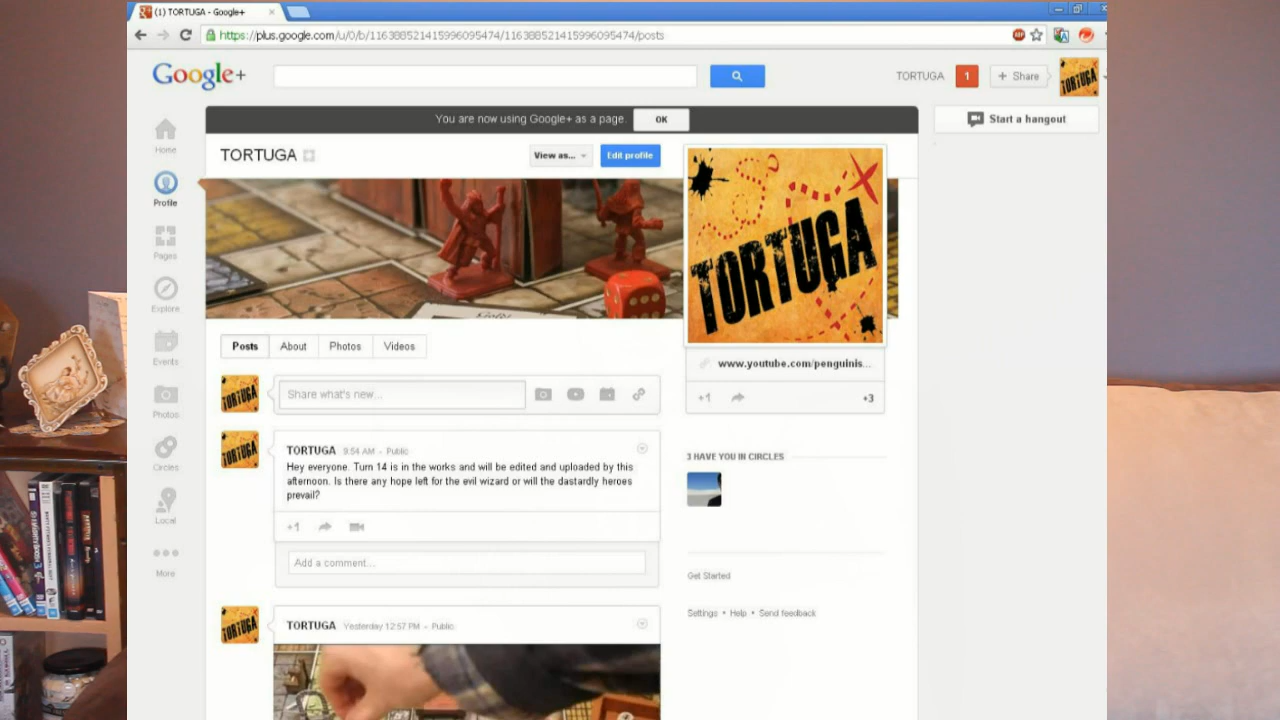 (1) TORTUGA - Google+
https://plus.google.com/u/0/b/116388521415996095474/116388521415996095474/posts
Google+
TORTUGA 1 + Share
TORTUGA
You are now using Google+ as a page. OK
Start a hangout
Home
TORTUGA View as... Edit profile
Profile
TORTUGA
Pages
Explore
Events
Photos
Circles
Local
More
Posts About Photos Videos
www.youtube.com/penguinis...
TORTUGA
Share what's new...
+1 +3
TORTUGA
TORTUGA 9:54 AM - Public
Hey everyone. Turn 14 is in the works and will be edited and uploaded by this
afternoon. Is there any hope left for the evil wizard or will the dastardly heroes
prevail?
3 HAVE YOU IN CIRCLES
+1
Add a comment...
Get Started
Settings • Help • Send feedback
TORTUGA
TORTUGA Yesterday 12:57 PM - Public